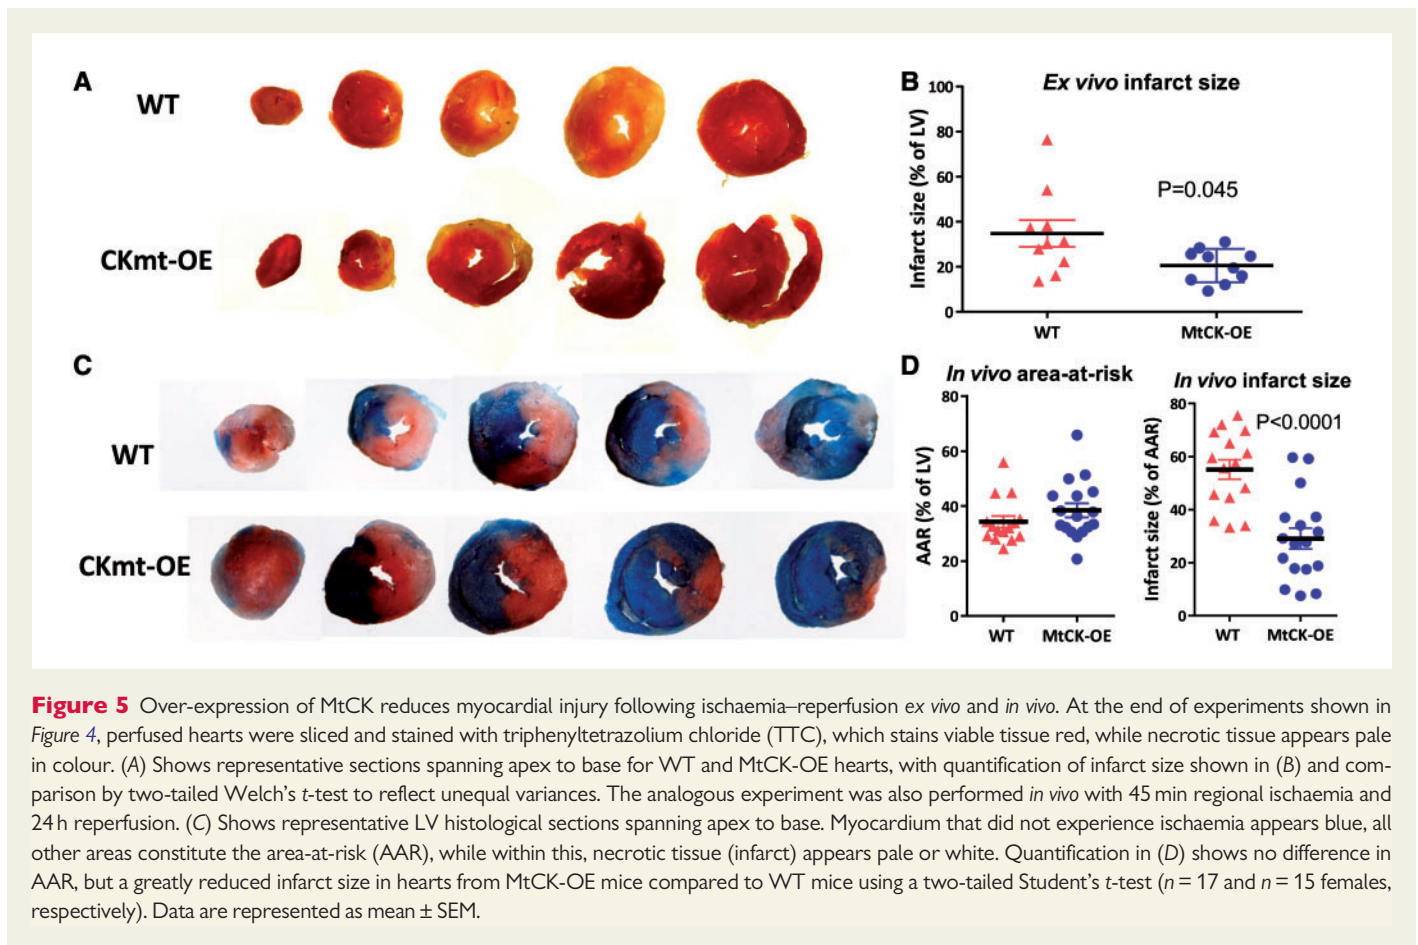 A
WT
CKmt-OE
B
Ex vivo infarct size
Infarct size (% of LV)
100
80
60
40
20
0
P=0.045
WT
MtCK-OE
C
WT
CKmt-OE
D
In vivo area-at-risk
AAR (% of LV)
80
60
40
20
0
WT
MtCK-OE
In vivo infarct size
Infarct size (% of AAR)
80
60
40
20
0
P<0.0001
WT
MtCK-OE
Figure 5 Over-expression of MtCK reduces myocardial injury following ischaemia–reperfusion ex vivo and in vivo. At the end of experiments shown in
Figure 4, perfused hearts were sliced and stained with triphenyltetrazolium chloride (TTC), which stains viable tissue red, while necrotic tissue appears pale
in colour. (A) Shows representative sections spanning apex to base for WT and MtCK-OE hearts, with quantification of infarct size shown in (B) and com-
parison by two-tailed Welch's t-test to reflect unequal variances. The analogous experiment was also performed in vivo with 45 min regional ischaemia and
24 h reperfusion. (C) Shows representative LV histological sections spanning apex to base. Myocardium that did not experience ischaemia appears blue, all
other areas constitute the area-at-risk (AAR), while within this, necrotic tissue (infarct) appears pale or white. Quantification in (D) shows no difference in
AAR, but a greatly reduced infarct size in hearts from MtCK-OE mice compared to WT mice using a two-tailed Student's t-test (n = 17 and n = 15 females,
respectively). Data are represented as mean ± SEM.